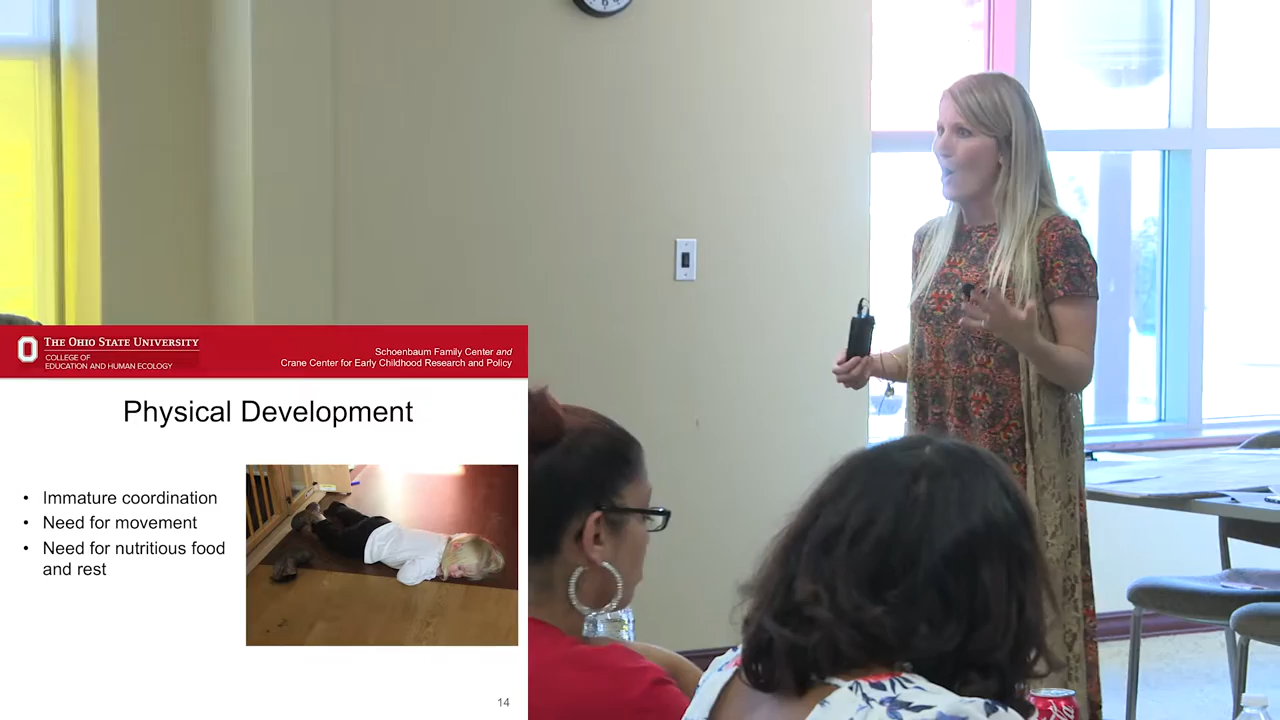 THE OHIO STATE UNIVERSITY
COLLEGE OF
EDUCATION AND HUMAN ECOLOGY
Schoenbaum Family Center and
Crane Center for Early Childhood Research and Policy
Physical Development
• Immature coordination
• Need for movement
• Need for nutritious food
and rest
14